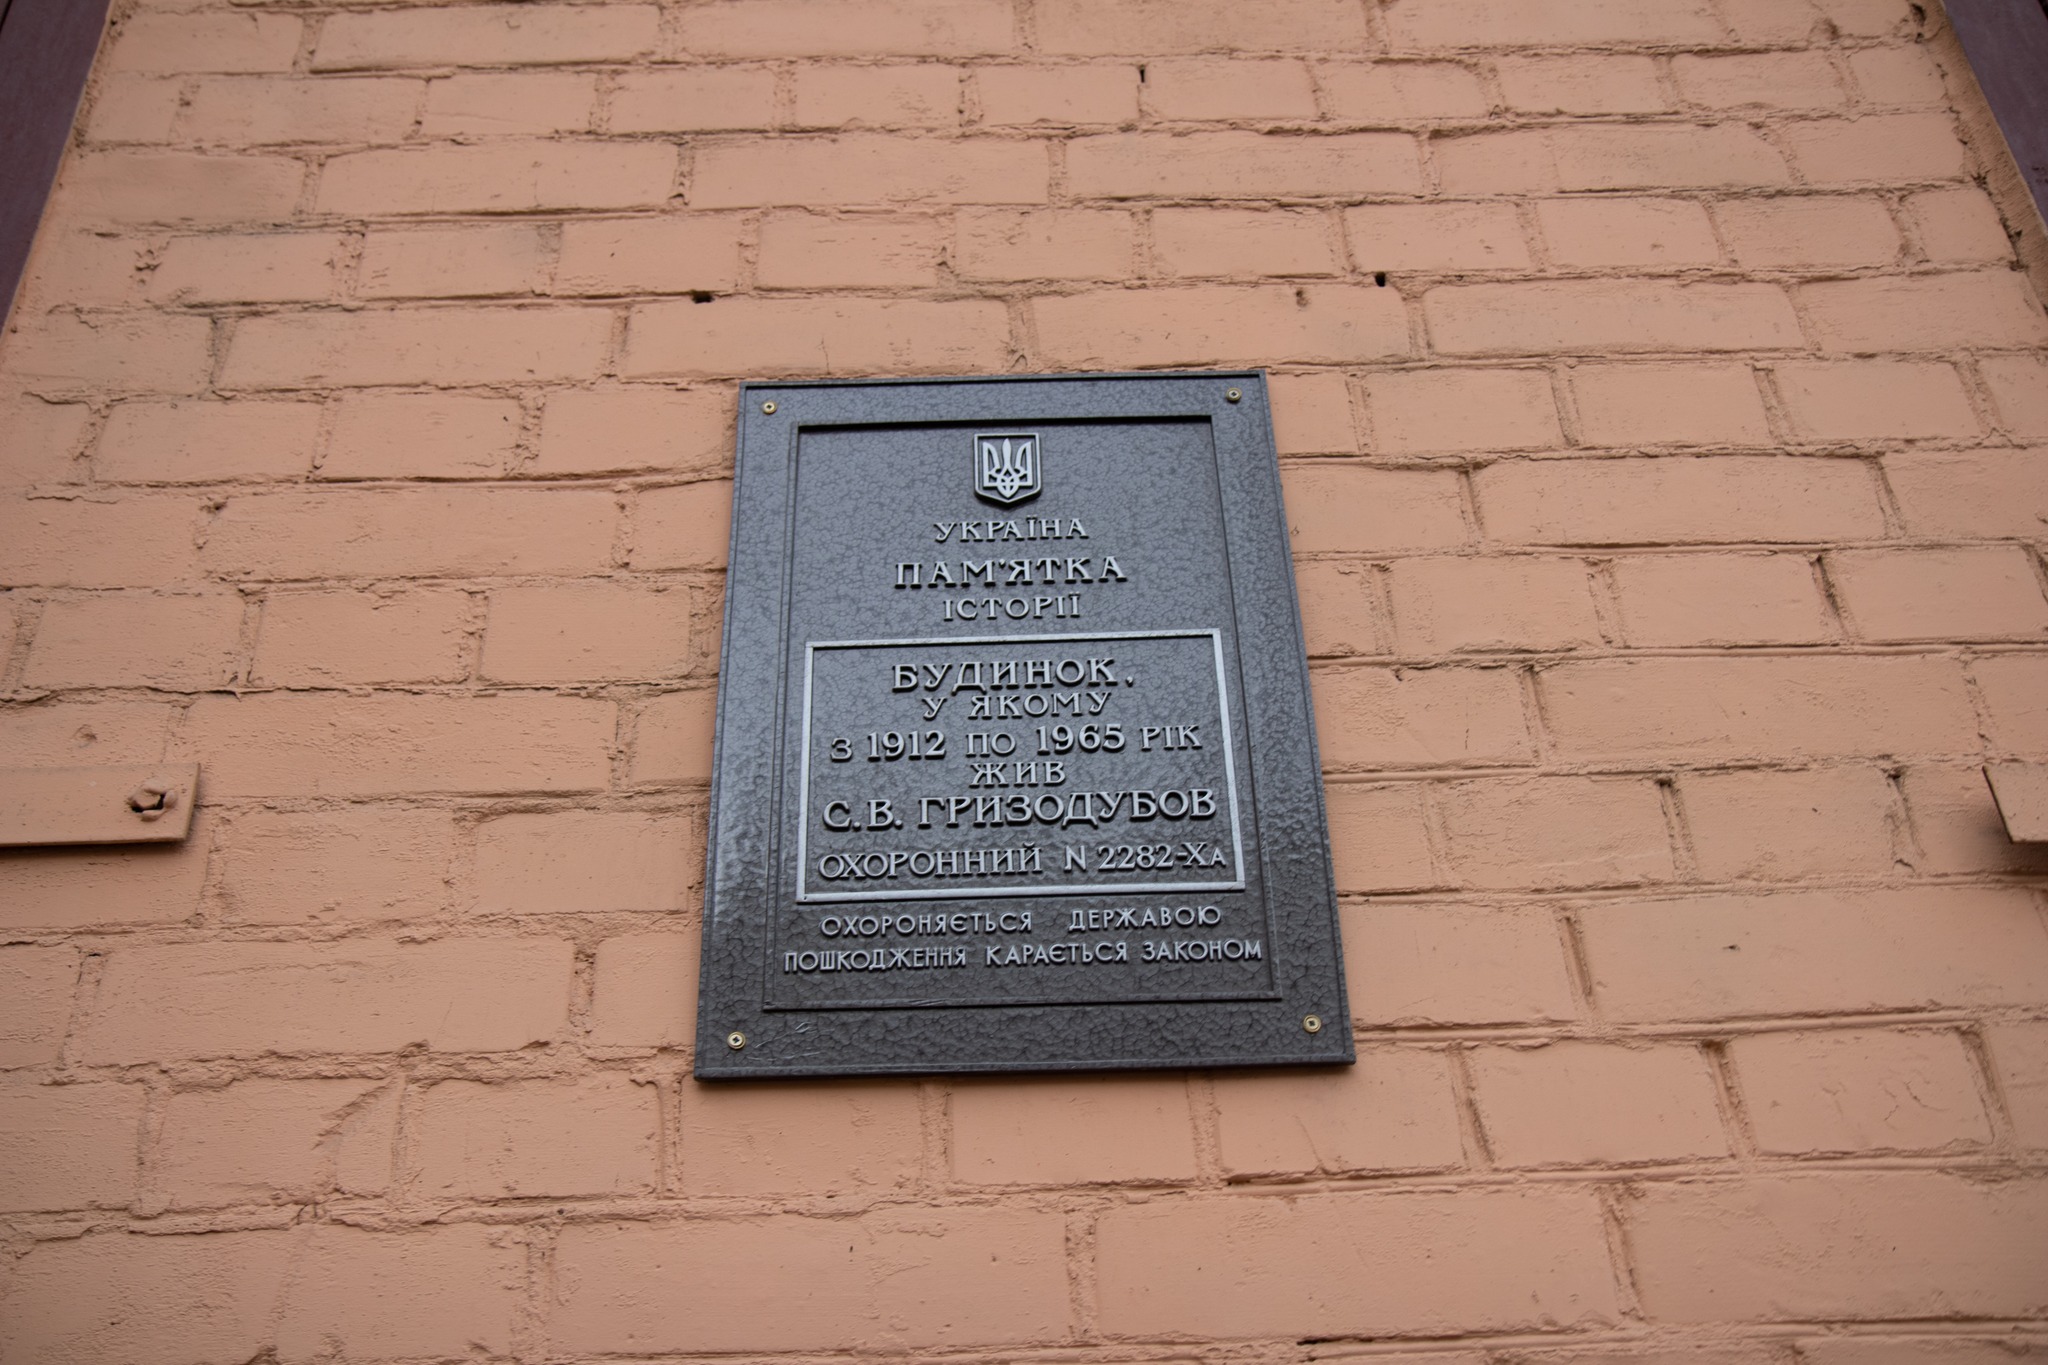 УКРАЇНА
ПАМ'ЯТКА
ІСТОРІЇ
БУДИНОК,
У ЯКОМУ
З 1912 ПО 1965 РІК
ЖИВ
С.В. ГРИЗОДУБОВ
ОХОРОННИЙ N 2282-ХА
ОХОРОНЯЄТЬСЯ ДЕРЖАВОЮ
ПОШКОДЖЕННЯ КАРАЄТЬСЯ ЗАКОНОМ